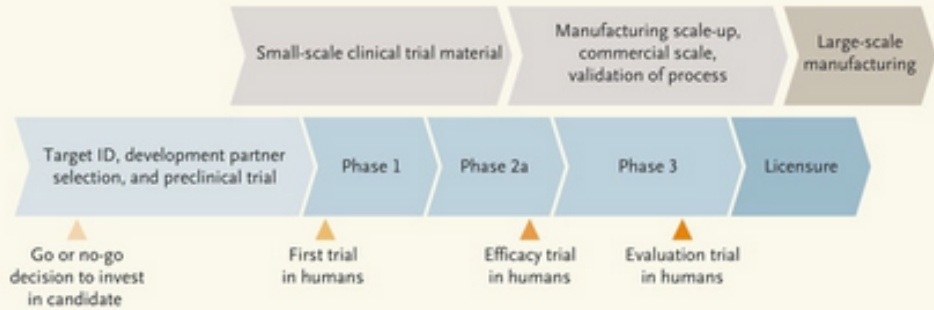 Small-scale clinical trial material
Manufacturing scale-up,
commercial scale,
validation of process
Large-scale
manufacturing
Target ID, development partner
selection, and preclinical trial
Phase 1
Phase 2a
Phase 3
Licensure
Go or no-go
decision to invest
in candidate
First trial
in humans
Efficacy trial
in humans
Evaluation trial
in humans